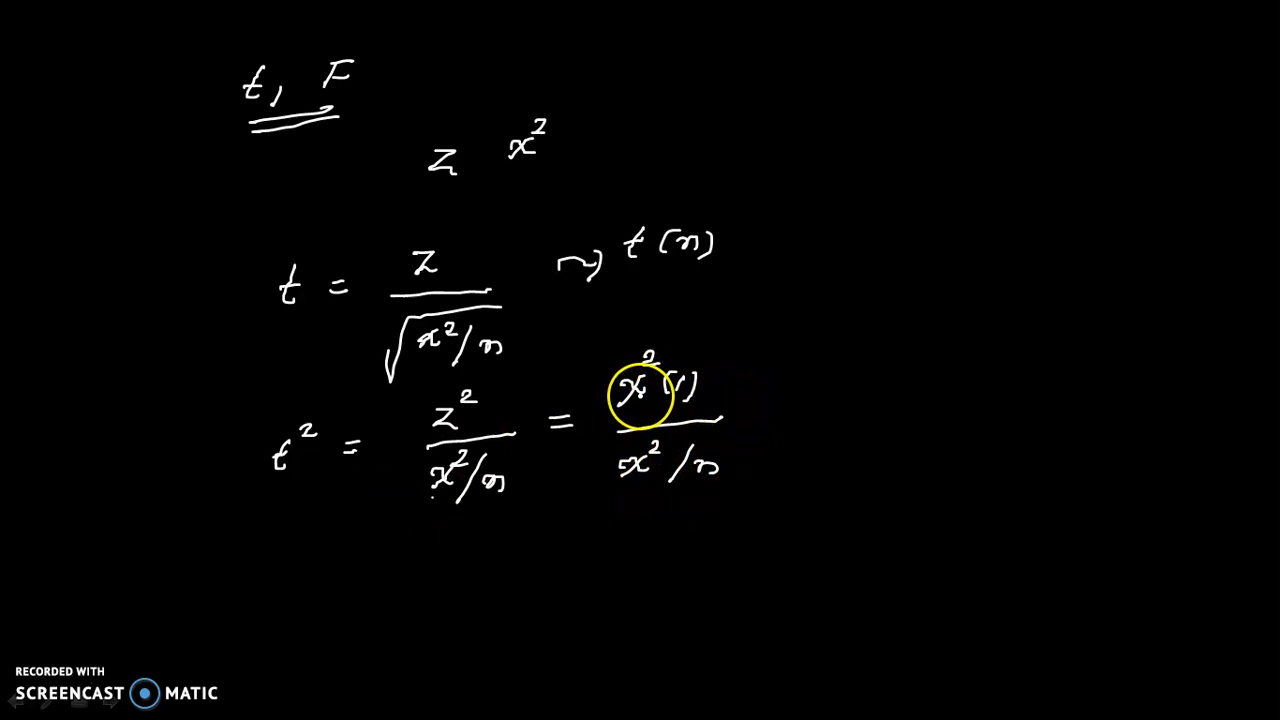 t, F
z x²
t = z / √(x²/n) ~ t(n)
t² = z² / (x²/n) = x²(1) / (x²/n)
RECORDED WITH
SCREENCAST MATIC